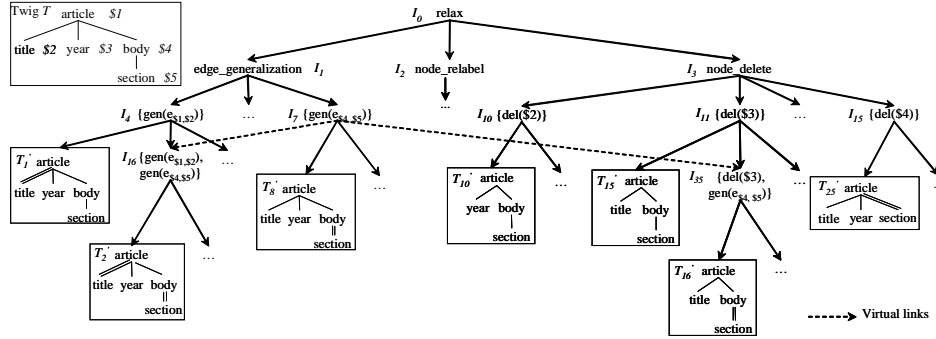 Twig T article $1
title $2 year $3 body $4
section $5
I0 relax
edge_generalization I1
I2 node_relabel
I3 node_delete
...
I4 {gen(e$1,$2)}
...
I7 {gen(e$4,$5)}
I10 {del($2)}
I11 {del($3)}
...
I15 {del($4)}
I16 {gen(e$1,$2),
gen(e$4,$5)}
...
...
...
I35 {del($3),
gen(e$4, $5)}
...
...
T1' article
title year body
section
T8' article
title year body
section
T10' article
year body
section
T15' article
title body
section
T25' article
title year section
T2' article
title year body
section
...
T16' article
title body
section
...
Virtual links